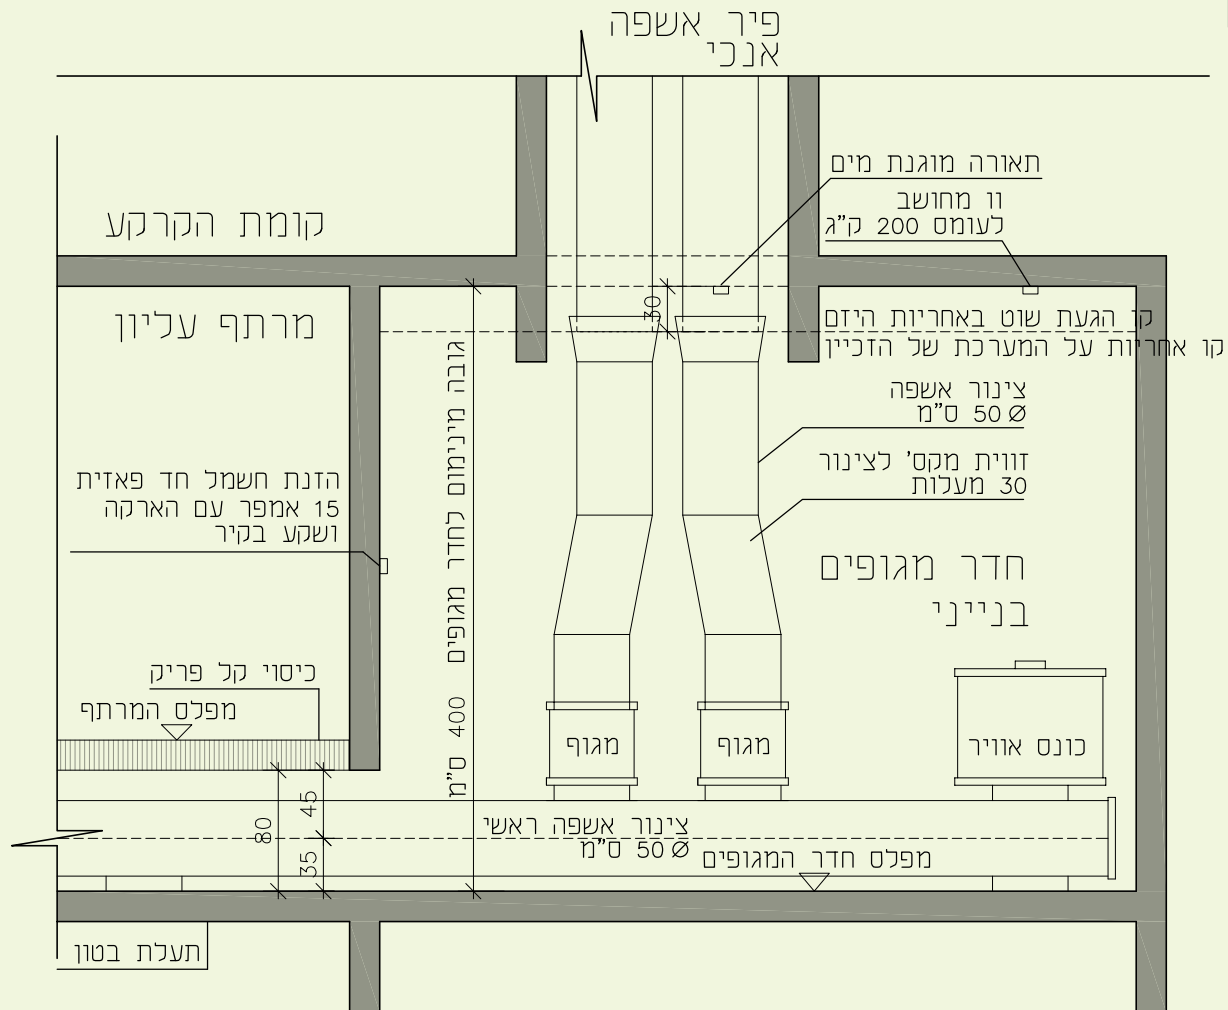 פיר אשפה
אנכי
תאורה מוגנת מים
וו מחושב
לעומס 200 ק"ג
קומת הקרקע
מרתף עליון
30
קו הגעת שוט באחריות היזם
קו אחריות על המערכת של הזכיין
צינור אשפה
Ø 50 ס"מ
זווית מקס' לצינור
30 מעלות
גובה מינימום לחדר מגופים 400 ס"מ
הזנת חשמל חד פאזית
15 אמפר עם הארקה
ושקע בקיר
חדר מגופים
בנייני
כיסוי קל פריק
מפלס המרתף
מגוף
מגוף
כונס אוויר
45
80
35
צינור אשפה ראשי
Ø 50 ס"מ
מפלס חדר המגופים
תעלת בטון